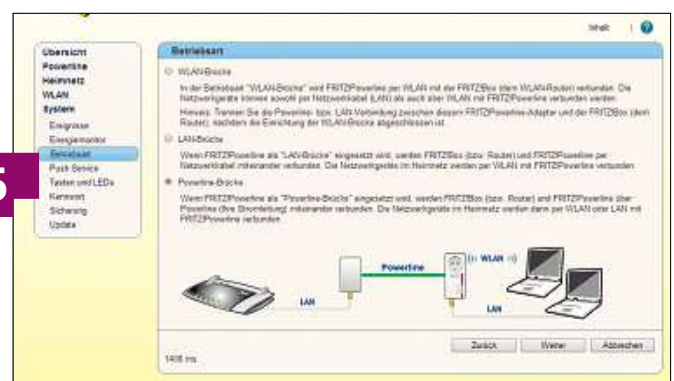 Inhalt | ?
Übersicht
Powerline
Heimnetz
WLAN
System
Ereignisse
Energiemonitor
Betriebsart
Push Service
Tasten und LEDs
Kennwort
Sicherung
Update
5
Betriebsart
WLAN-Brücke
In der Betriebsart "WLAN-Brücke" wird FRITZ!Powerline per WLAN mit der FRITZ!Box (dem WLAN-Router) verbunden. Die
Netzwerkgeräte können sowohl per Netzwerkkabel (LAN) als auch über WLAN mit FRITZ!Powerline verbunden werden.
Hinweis: Trennen Sie die Powerline- bzw. LAN-Verbindung zwischen diesem FRITZ!Powerline-Adapter und der FRITZ!Box (dem
Router), nachdem die Einrichtung der WLAN-Brücke abgeschlossen ist.
LAN-Brücke
Wenn FRITZ!Powerline als "LAN-Brücke" eingesetzt wird, werden FRITZ!Box (bzw. Router) und FRITZ!Powerline per
Netzwerkkabel miteinander verbunden. Die Netzwerkgeräte im Heimnetz werden per WLAN mit FRITZ!Powerline verbunden.
Powerline-Brücke
Wenn FRITZ!Powerline als "Powerline-Brücke" eingesetzt wird, werden FRITZ!Box (bzw. Router) und FRITZ!Powerline über
Powerline (Ihre Stromleitung) miteinander verbunden. Die Netzwerkgeräte im Heimnetz werden dann per WLAN oder LAN mit
FRITZ!Powerline verbunden.
Powerline
WLAN
LAN
LAN
Zurück
Weiter
Abbrechen